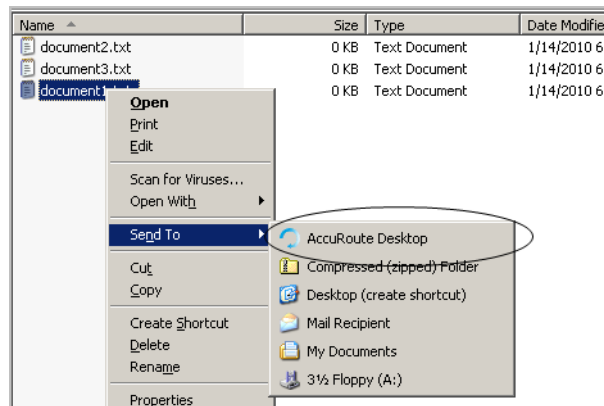 Name Size Type Date Modifie
document2.txt 0 KB Text Document 1/14/2010 6
document3.txt 0 KB Text Document 1/14/2010 6
document1.txt 0 KB Text Document 1/14/2010 6
Open
Print
Edit
Scan for Viruses...
Open With
Send To
AccuRoute Desktop
Compressed (zipped) Folder
Desktop (create shortcut)
Mail Recipient
My Documents
3½ Floppy (A:)
Cut
Copy
Create Shortcut
Delete
Rename
Properties